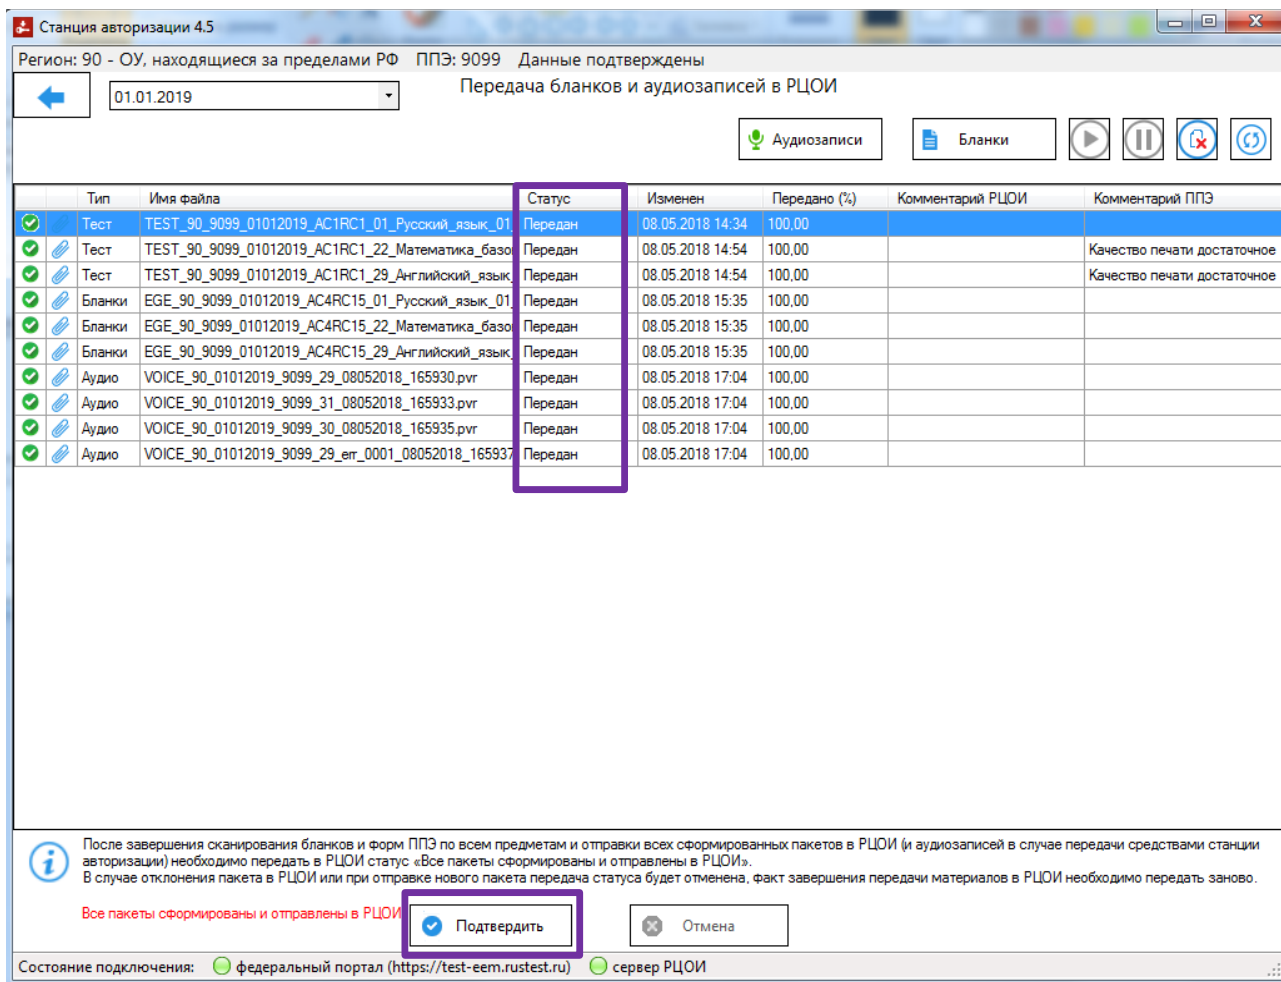 Станция авторизации 4.5
Регион: 90 - ОУ, находящиеся за пределами РФ ППЭ: 9099 Данные подтверждены
01.01.2019
Передача бланков и аудиозаписей в РЦОИ
Аудиозаписи Бланки
Тип Имя файла Статус Изменен Передано (%) Комментарий РЦОИ Комментарий ППЭ
Тест TEST_90_9099_01012019_AC1RC1_01_Русский_язык_01_ Передан 08.05.2018 14:34 100,00
Тест TEST_90_9099_01012019_AC1RC1_22_Математика_базо Передан 08.05.2018 14:54 100,00 Качество печати достаточное
Тест TEST_90_9099_01012019_AC1RC1_29_Английский_язык_ Передан 08.05.2018 14:54 100,00 Качество печати достаточное
Бланки EGE_90_9099_01012019_AC4RC15_01_Русский_язык_01_ Передан 08.05.2018 15:35 100,00
Бланки EGE_90_9099_01012019_AC4RC15_22_Математика_базо Передан 08.05.2018 15:35 100,00
Бланки EGE_90_9099_01012019_AC4RC15_29_Английский_язык_ Передан 08.05.2018 15:35 100,00
Аудио VOICE_90_01012019_9099_29_08052018_165930.pvr Передан 08.05.2018 17:04 100,00
Аудио VOICE_90_01012019_9099_31_08052018_165933.pvr Передан 08.05.2018 17:04 100,00
Аудио VOICE_90_01012019_9099_30_08052018_165935.pvr Передан 08.05.2018 17:04 100,00
Аудио VOICE_90_01012019_9099_29_err_0001_08052018_165937 Передан 08.05.2018 17:04 100,00
После завершения сканирования бланков и форм ППЭ по всем предметам и отправки всех сформированных пакетов в РЦОИ (и аудиозаписей в случае передачи средствами станции
авторизации) необходимо передать в РЦОИ статус «Все пакеты сформированы и отправлены в РЦОИ».
В случае отклонения пакета в РЦОИ или при отправке нового пакета передача статуса будет отменена, факт завершения передачи материалов в РЦОИ необходимо передать заново.
Все пакеты сформированы и отправлены в РЦОИ Подтвердить Отмена
Состояние подключения: федеральный портал (https://test-eem.rustest.ru) сервер РЦОИ